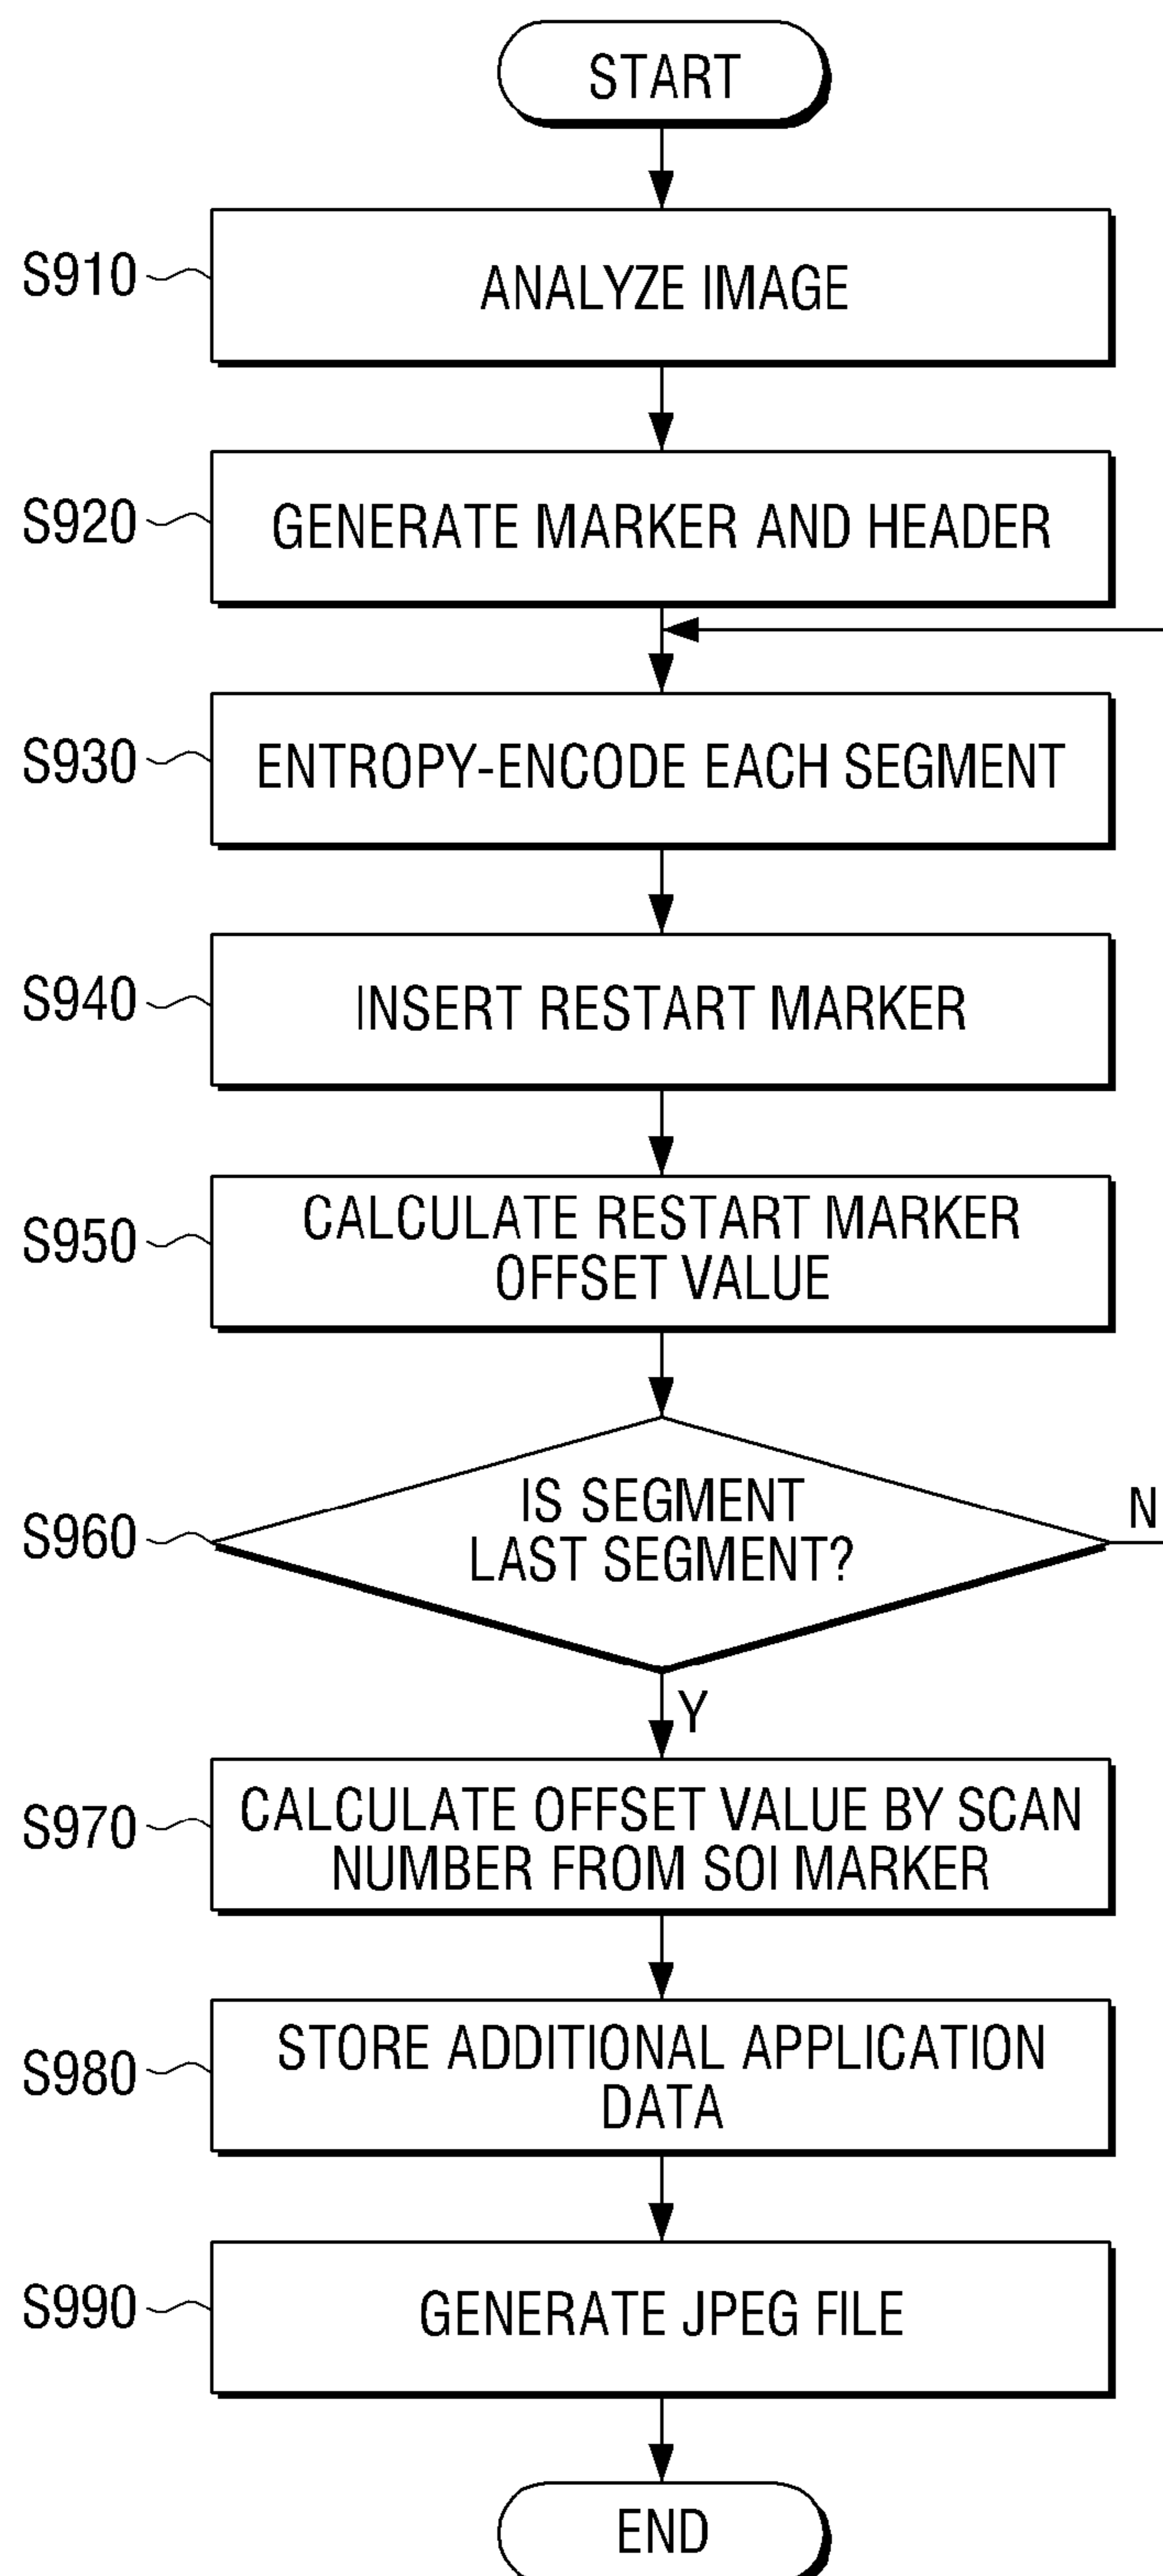 START
S910
ANALYZE IMAGE
S920
GENERATE MARKER AND HEADER
S930
ENTROPY-ENCODE EACH SEGMENT
S940
INSERT RESTART MARKER
S950
CALCULATE RESTART MARKER
OFFSET VALUE
S960
IS SEGMENT
LAST SEGMENT?
N
Y
S970
CALCULATE OFFSET VALUE BY SCAN
NUMBER FROM SOI MARKER
S980
STORE ADDITIONAL APPLICATION
DATA
S990
GENERATE JPEG FILE
END